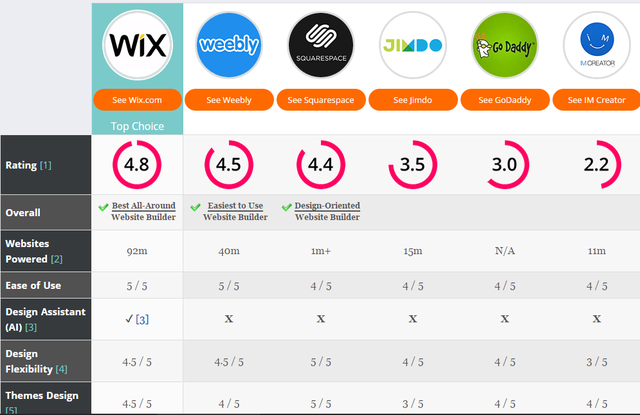 WiX
weebly
SQUARESPACE
JIMDO
Go Daddy
IM
IM CREATOR
See Wix.com See Weebly See Squarespace See Jimdo See GoDaddy See IM Creator
Top Choice
Rating [1] 4.8 4.5 4.4 3.5 3.0 2.2
Overall Best All-Around Easiest to Use Design-Oriented
Website Builder Website Builder Website Builder
Websites
Powered [2] 92m 40m 1m+ 15m N/A 11m
Ease of Use 5 / 5 5 / 5 4 / 5 4 / 5 4 / 5 4 / 5
Design Assistant
(AI) [3] ✓ [3] X X X X X
Design
Flexibility [4] 4.5 / 5 4.5 / 5 5 / 5 4 / 5 4 / 5 3 / 5
Themes Design
[5] 4.5 / 5 4 / 5 5 / 5 3 / 5 4 / 5 4 / 5